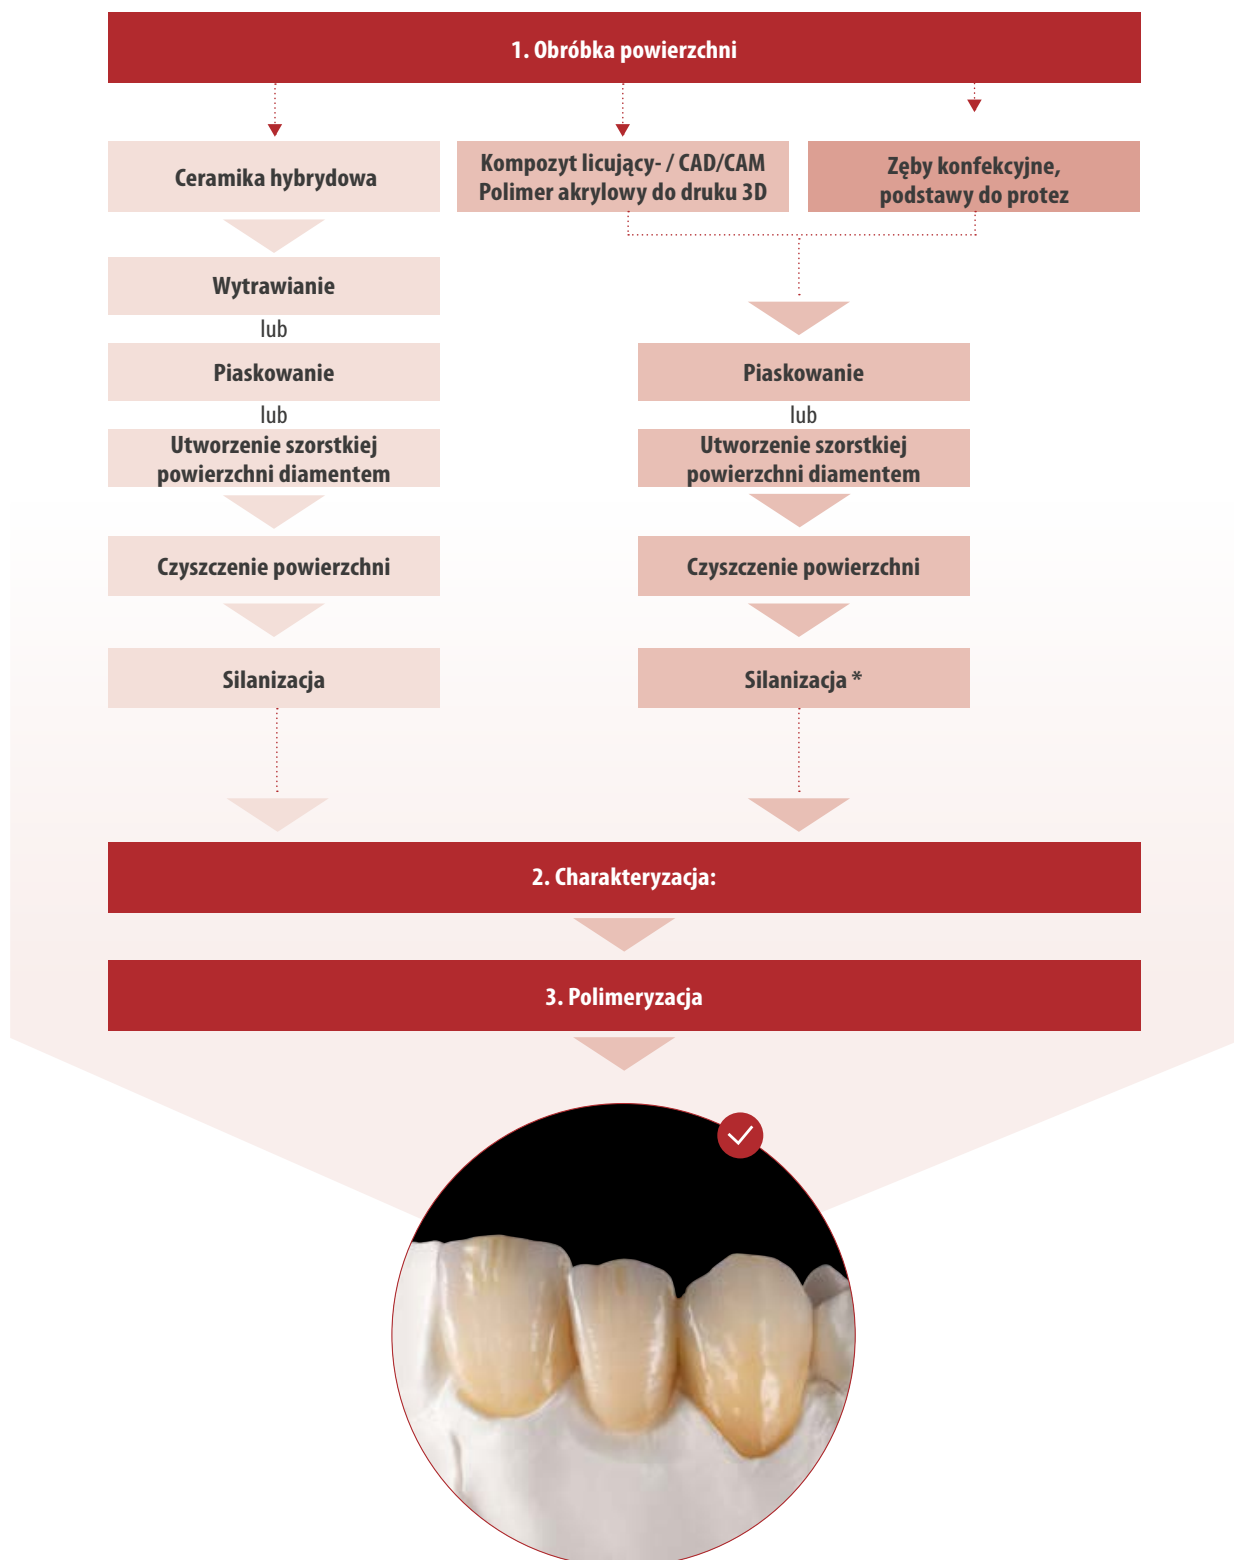 1. Obróbka powierzchni
Ceramika hybrydowa
Kompozyt licujący- / CAD/CAM
Polimer akrylowy do druku 3D
Zęby konfekcyjne,
podstawy do protez
Wytrawianie
lub
Piaskowanie
lub
Utworzenie szorstkiej
powierzchni diamentem
Czyszczenie powierzchni
Silanizacja
Piaskowanie
lub
Utworzenie szorstkiej
powierzchni diamentem
Czyszczenie powierzchni
Silanizacja *
2. Charakteryzacja:
3. Polimeryzacja